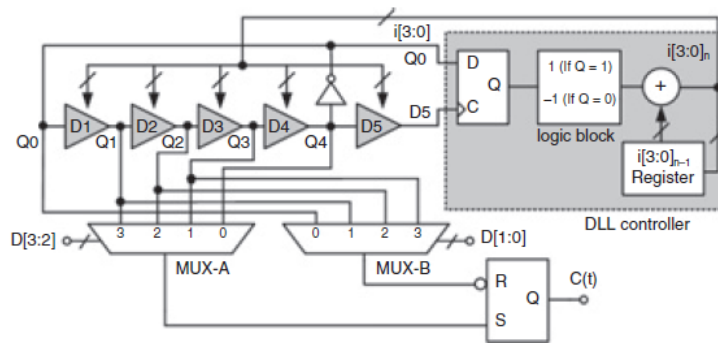 i[3:0]
Q0
D1
D2
D3
D4
D5
D5
Q0
Q1
Q2
Q3
Q4
D
C
Q
1 (If Q = 1)
−1 (If Q = 0)
logic block
+
i[3:0]n
i[3:0]n−1
Register
DLL controller
D[3:2]
3 2 1 0
MUX-A
0 1 2 3
D[1:0]
MUX-B
R
S
Q
C(t)